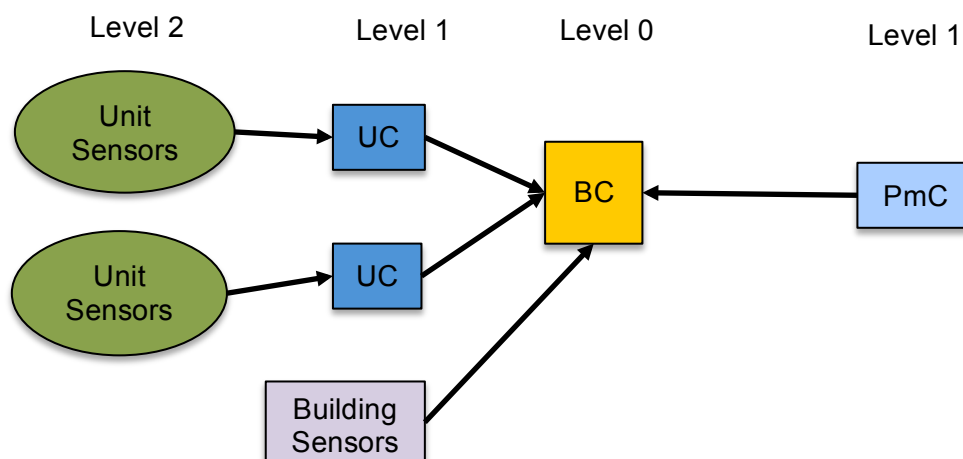 Level 2
Level 1
Level 0
Level 1
Unit
Sensors
UC
BC
PmC
Unit
Sensors
UC
Building
Sensors